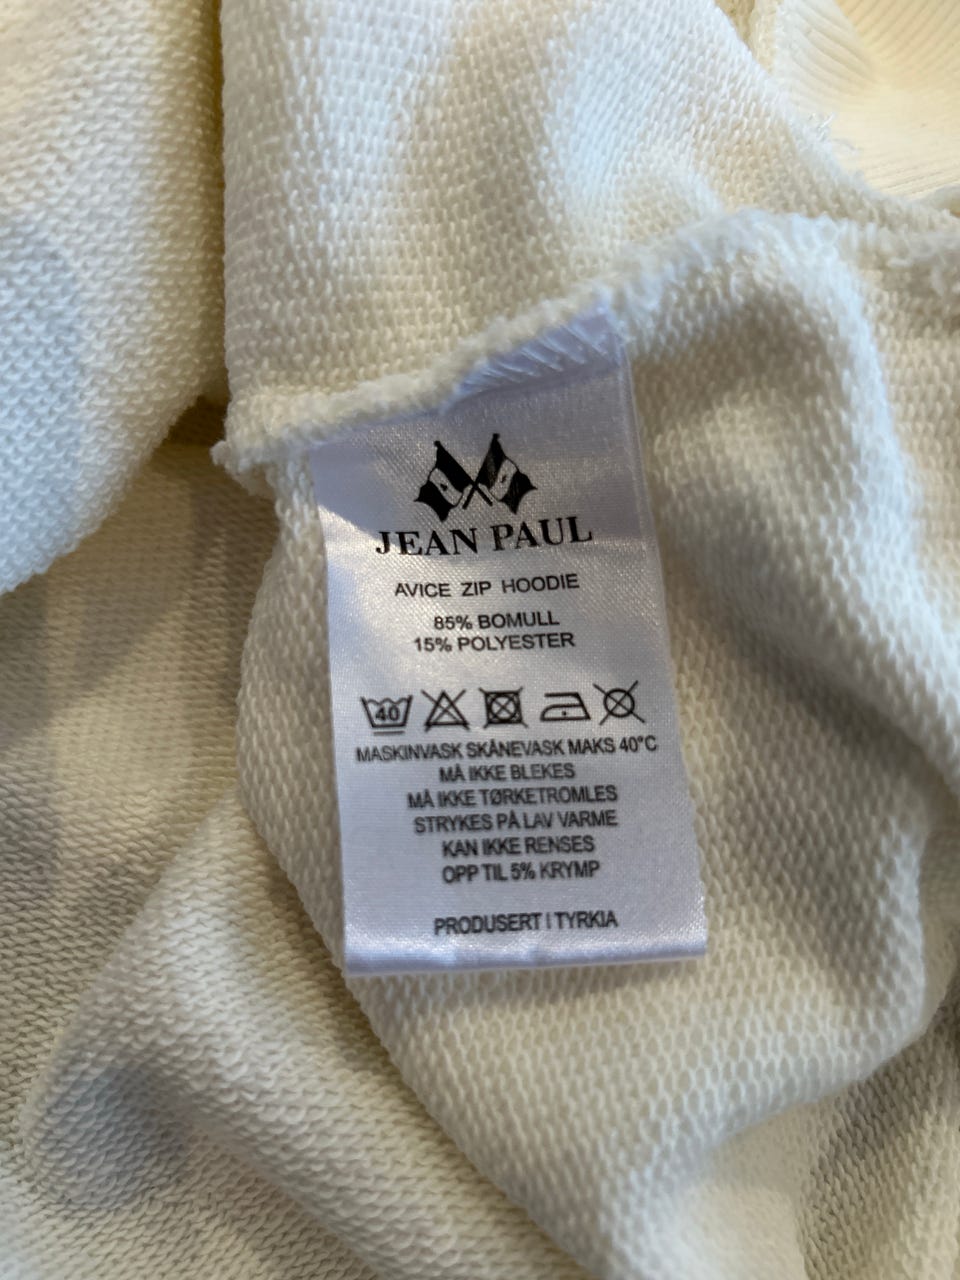 JEAN PAUL
AVICE ZIP HOODIE
85% BOMULL
15% POLYESTER
40
MASKINVASK SKÅNEVASK MAKS 40°C
MÅ IKKE BLEKES
MÅ IKKE TØRKETROMLES
STRYKES PÅ LAV VARME
KAN IKKE RENSES
OPP TIL 5% KRYMP
PRODUSERT I TYRKIA